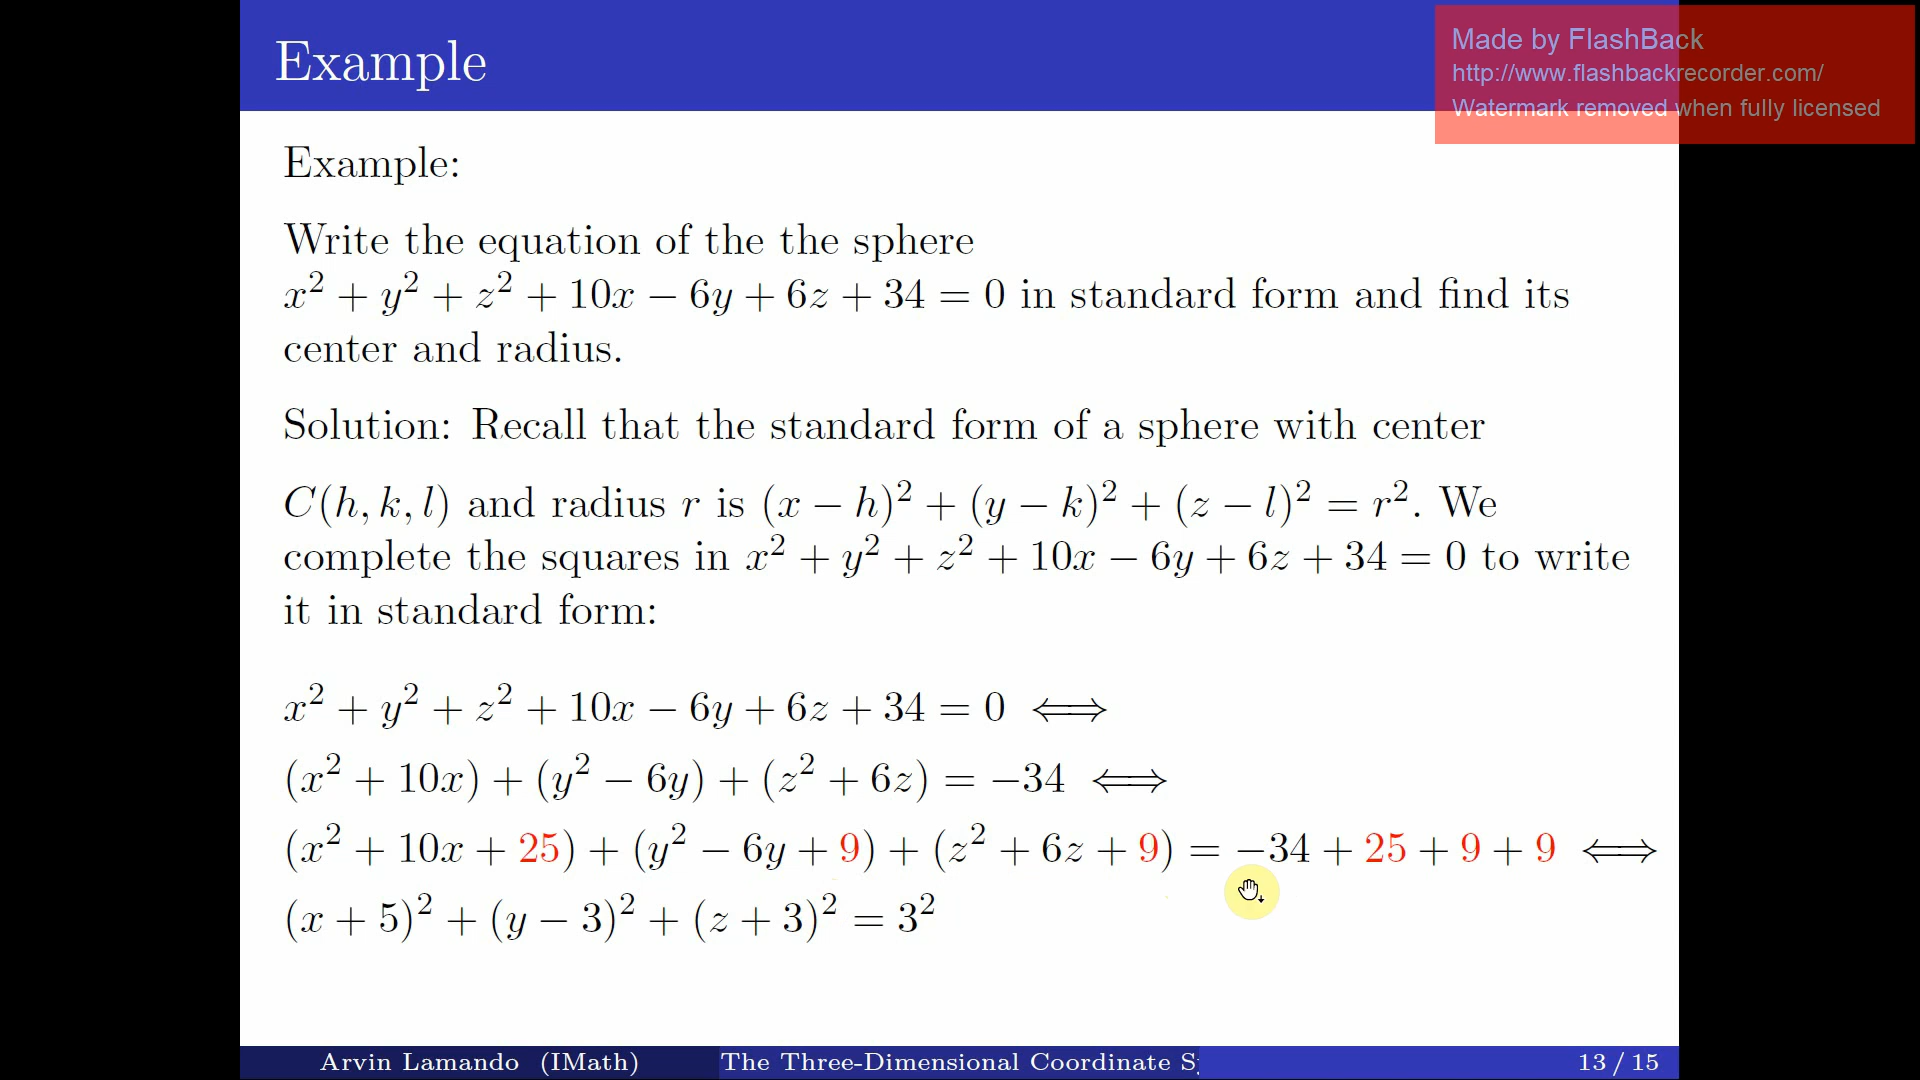 Example
Made by FlashBack
http://www.flashbackrecorder.com/
Watermark removed when fully licensed
Example:
Write the equation of the the sphere
x² + y² + z² + 10x − 6y + 6z + 34 = 0 in standard form and find its
center and radius.
Solution: Recall that the standard form of a sphere with center
C(h, k, l) and radius r is (x − h)² + (y − k)² + (z − l)² = r². We
complete the squares in x² + y² + z² + 10x − 6y + 6z + 34 = 0 to write
it in standard form:
x² + y² + z² + 10x − 6y + 6z + 34 = 0 ⟺
(x² + 10x) + (y² − 6y) + (z² + 6z) = −34 ⟺
(x² + 10x + 25) + (y² − 6y + 9) + (z² + 6z + 9) = −34 + 25 + 9 + 9 ⟺
(x + 5)² + (y − 3)² + (z + 3)² = 3²
Arvin Lamando (IMath) The Three-Dimensional Coordinate S 13 / 15